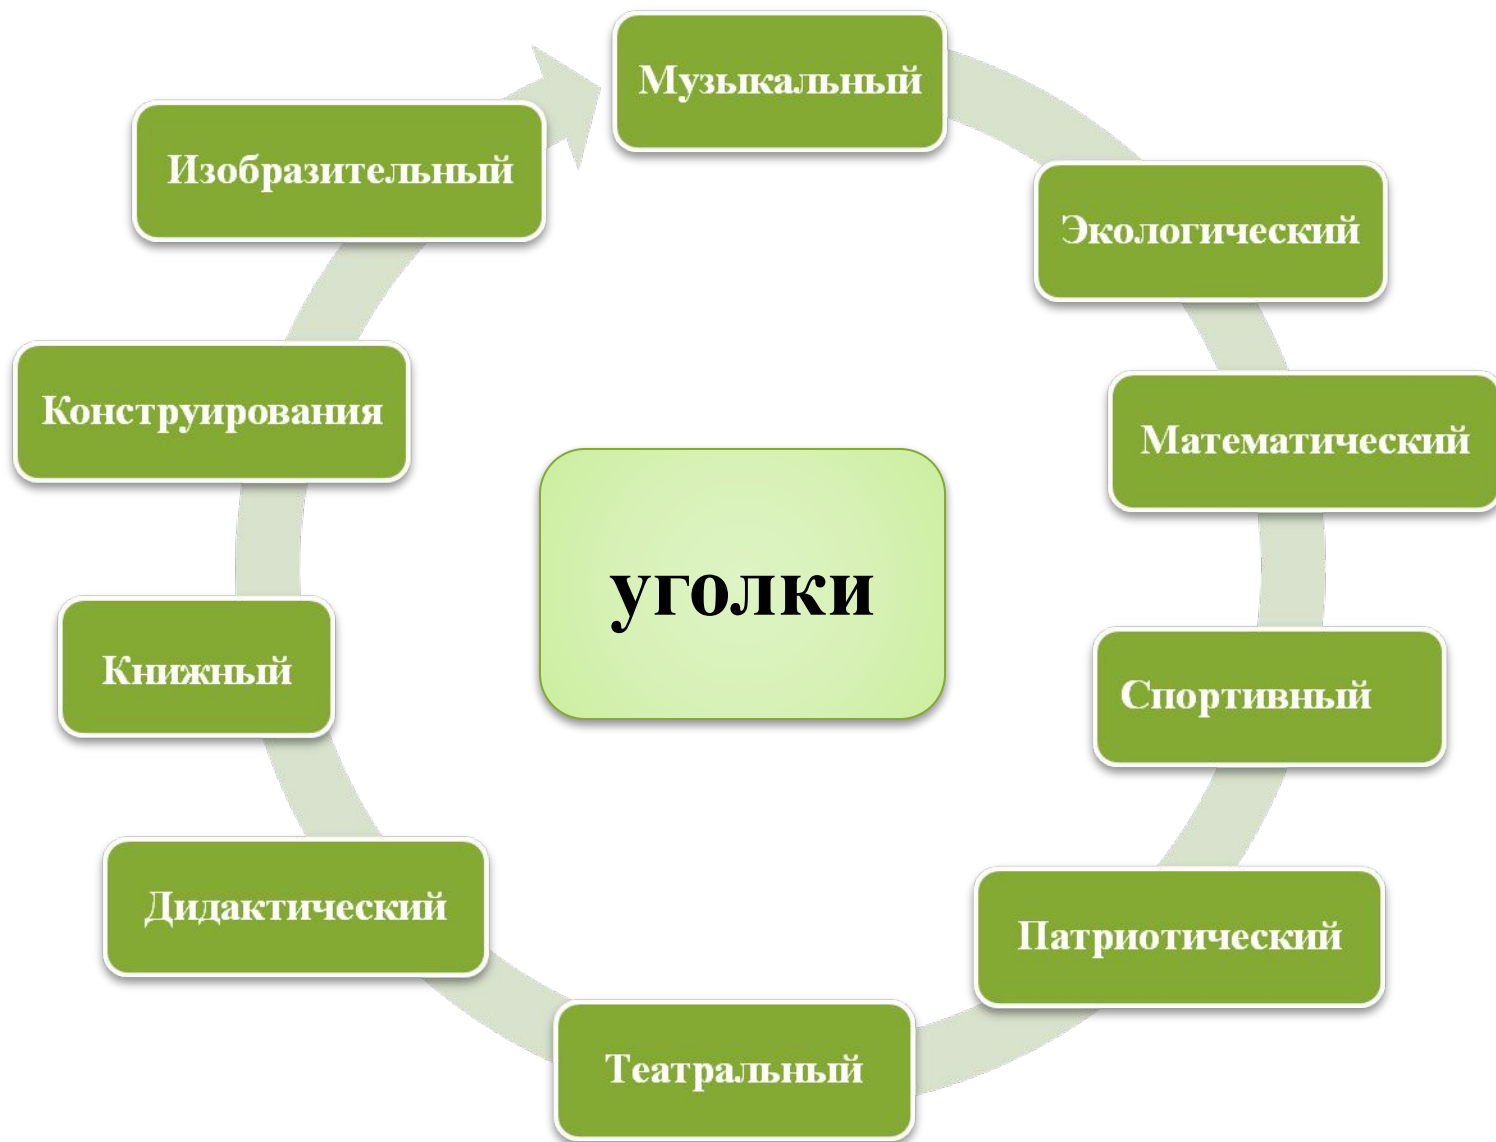 Музыкальный
Экологический
Математический
Спортивный
Патриотический
Театральный
Дидактический
Книжный
Конструирования
Изобразительный
уголки